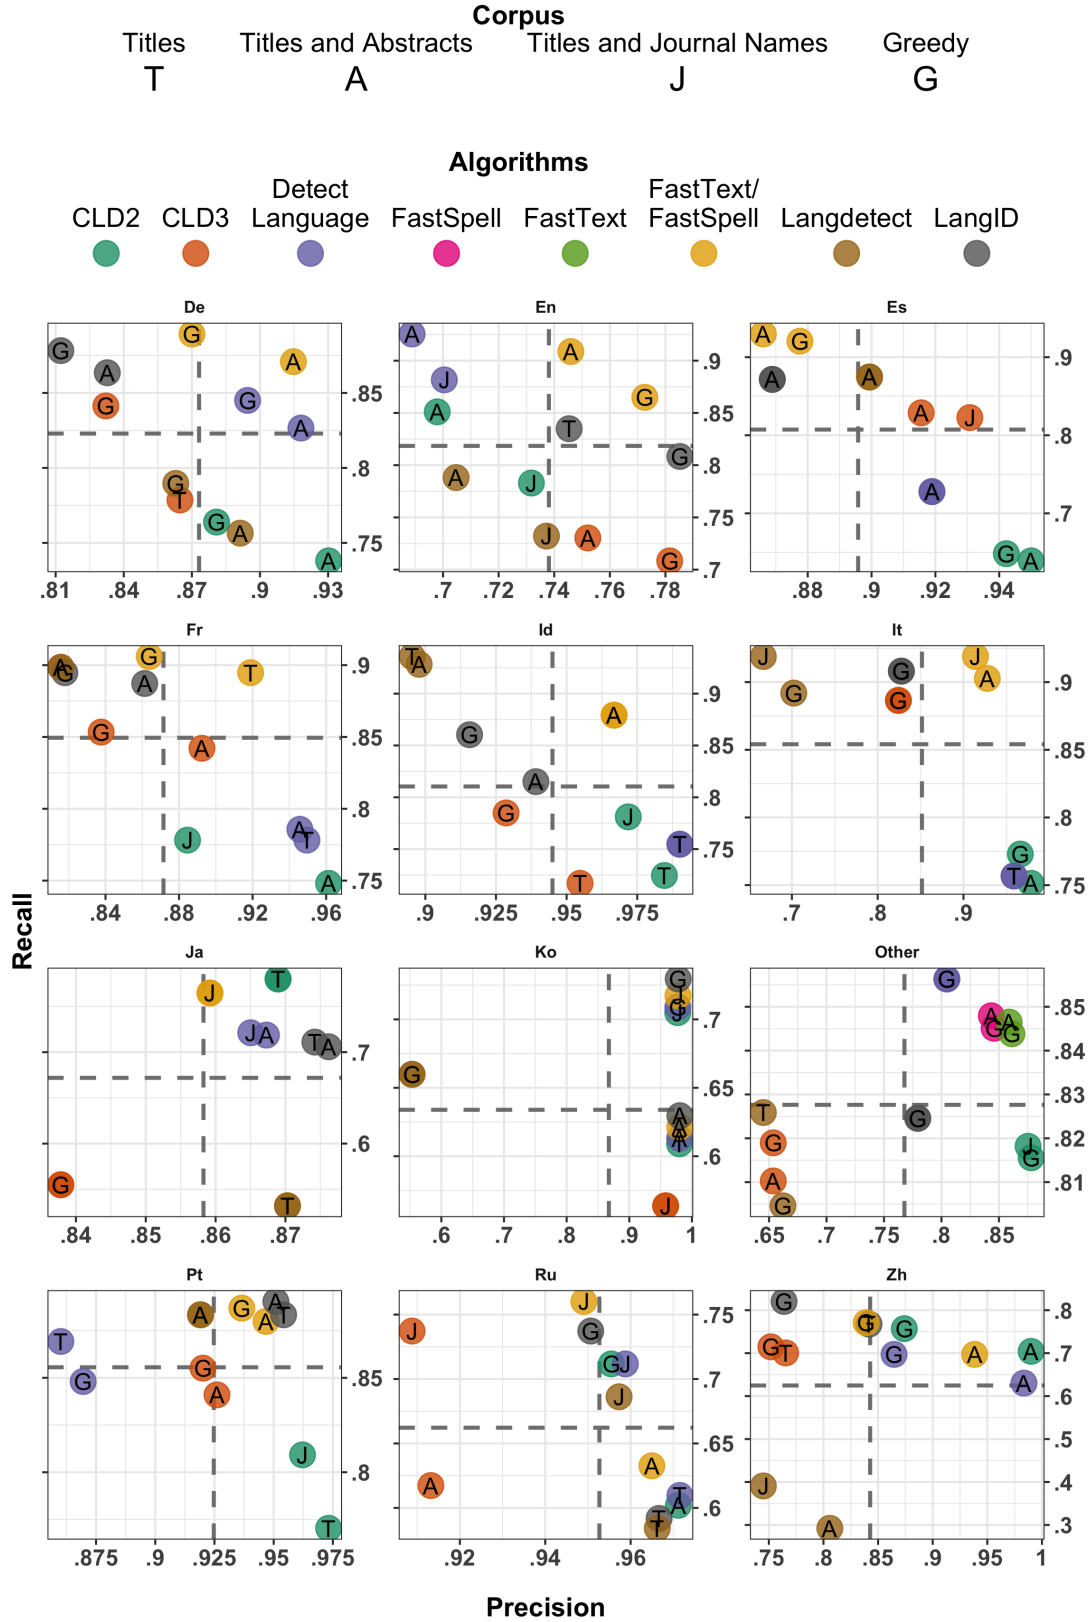 Corpus
Titles Titles and Abstracts Titles and Journal Names Greedy
T A J G
Algorithms
Detect FastText/
CLD2 CLD3 Language FastSpell FastText FastSpell Langdetect LangID
De En Es
G G A G A G T A G A G A
.85 .8 .75
.81 .84 .87 .9 .93
A J A A G T G A J J A G
.9 .85 .8 .75 .7
.7 .72 .74 .76 .78
A G A A A J A G A
.9 .8 .7
.88 .9 .92 .94
Fr Id It
A G G A T G A J A T A
.9 .85 .8 .75
.84 .88 .92 .96
T A G A A G J T T T
.9 .85 .8 .75
.9 .925 .95 .975
J G G G J A G T A
.9 .85 .8 .75
.7 .8 .9
Recall
Ja Ko Other
T J J A T A G T
.7 .6
.84 .85 .86 .87
G J G J G A A A T J
.7 .65 .6
.6 .7 .8 .9 1
G A G A G T G G A G J G
.85 .84 .83 .82 .81
.65 .7 .75 .8 .85
Pt Ru Zh
T G A G A G A A T J T
.85 .8
.875 .9 .925 .95 .975
J J G G J J A A T A T T
.75 .7 .65 .6
.92 .94 .96
G G T G G G A A A J A
.8 .7 .6 .5 .4 .3
.75 .8 .85 .9 .95 1
Precision